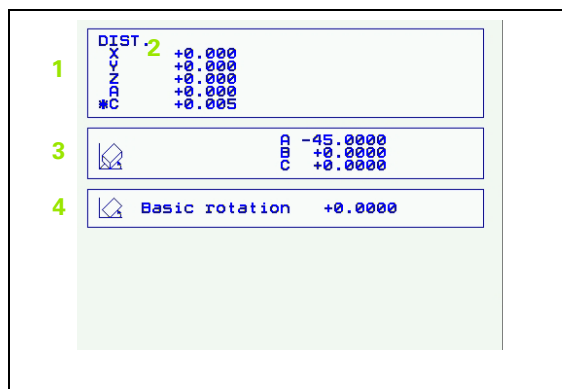 DIST.
2
X +0.000
Y +0.000
Z +0.000
A +0.000
*C +0.005
1
A -45.0000
B +0.0000
C +0.0000
3
4
Basic rotation +0.0000